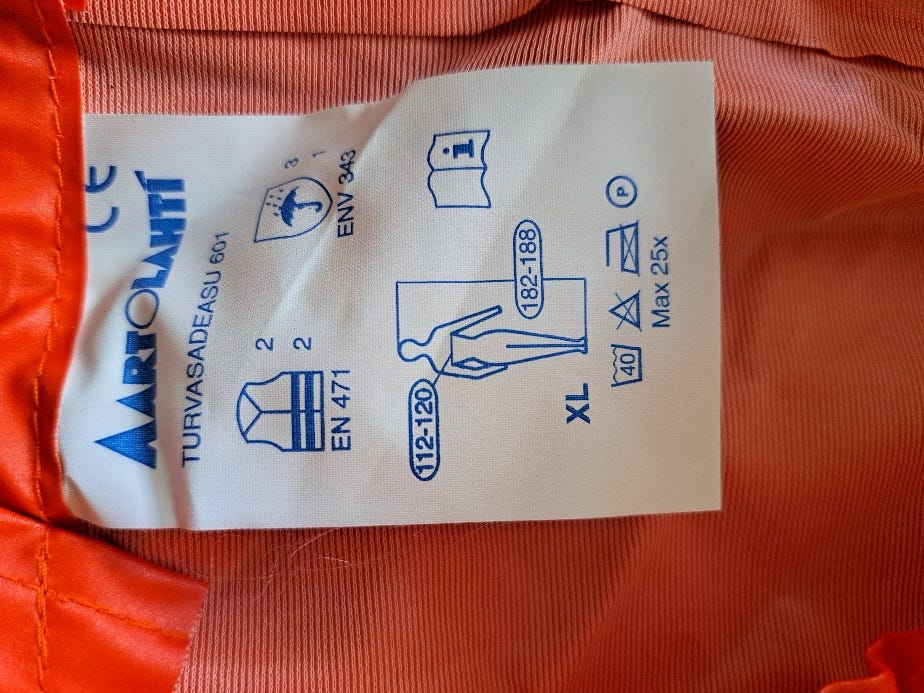 CE
AARTOLAHTI
TURVASADEASU 601
2
2
EN 471
3
1
ENV 343
i
112-120
182-188
XL
40
P
Max 25x